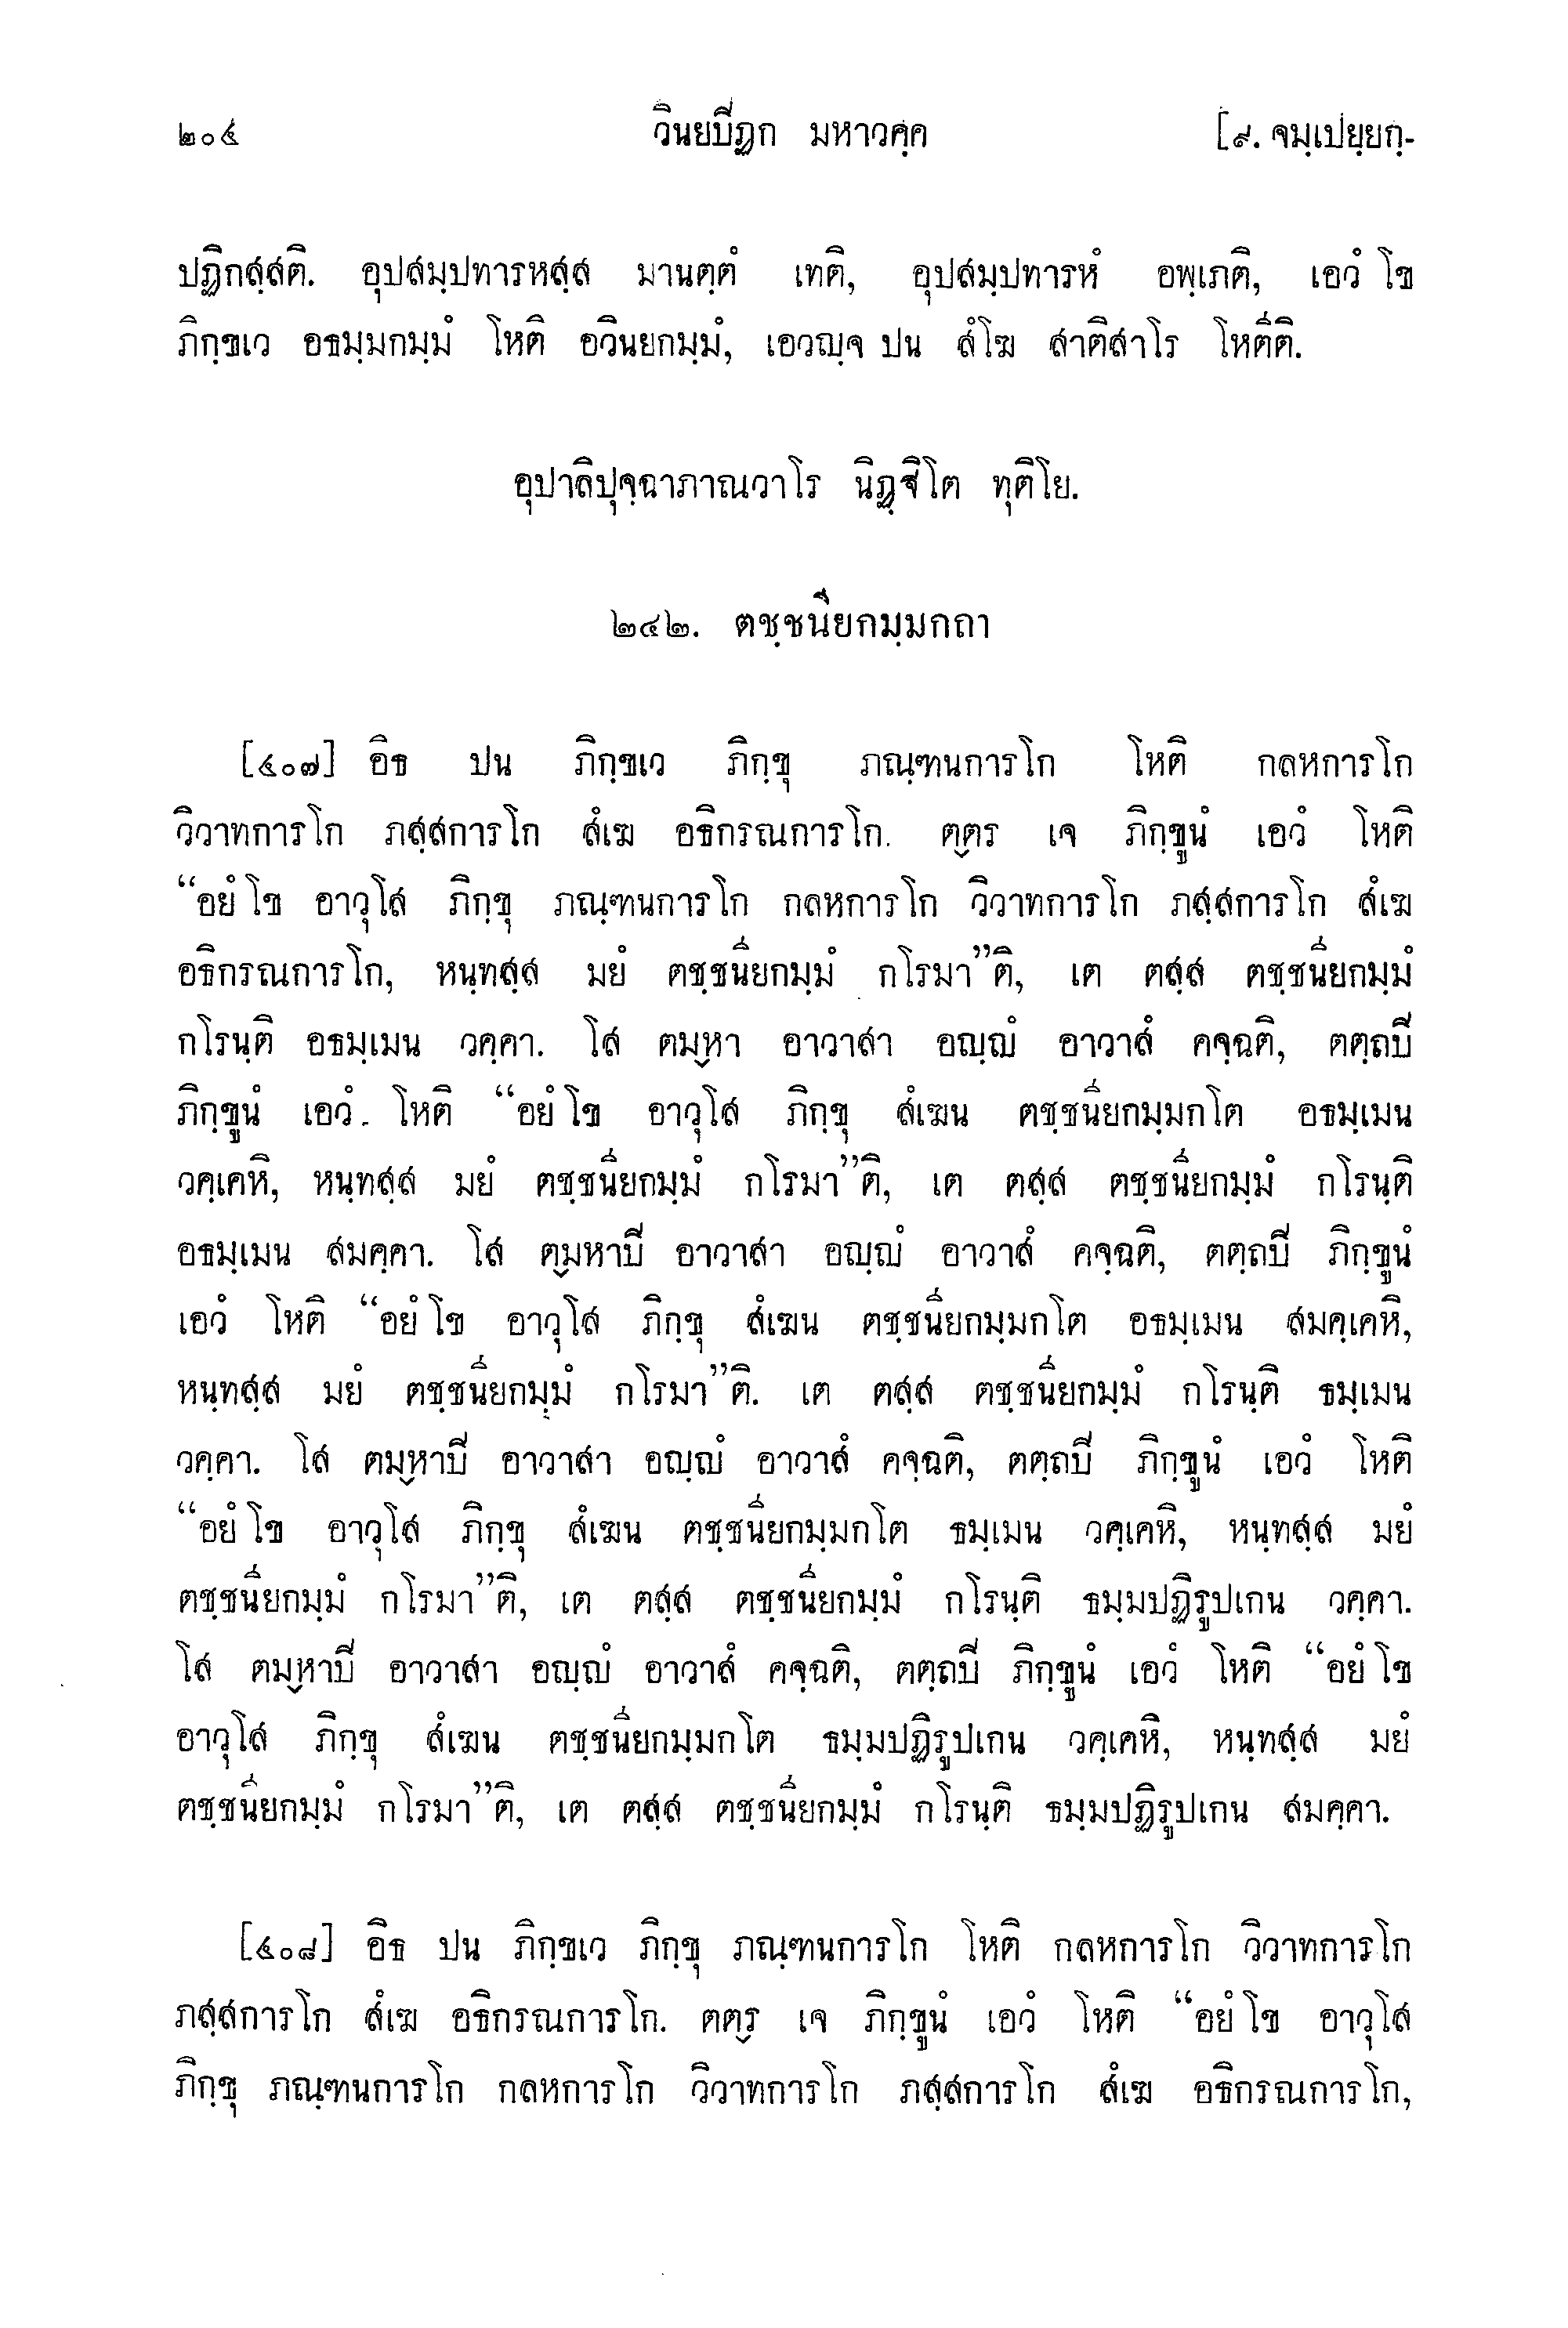 ๒๐๔ วินยปิฏก มหาวคฺค [๙. จมฺเปยฺยกฺ-
ปฏิกสฺสติ. อุปสมฺปทารหสฺส มานตฺตํ เทติ, อุปสมฺปทารหํ อพฺเภติ, เอวํ โข
ภิกฺขเว อธมฺมกมฺมํ โหติ อวินยกมฺมํ, เอวญฺจ ปน สํโฆ สาติสาโร โหตีติ.
อุปาลิปุจฺฉาภาณวาโร นิฏฺฐิโต ทุติโย.
๒๔๒. ตชฺชนียกมฺมกถา
[๔๐๗] อิธ ปน ภิกฺขเว ภิกฺขุ ภณฺฑนการโก โหติ กลหการโก
วิวาทการโก ภสฺสการโก สํเฆ อธิกรณการโก. ตตฺร เจ ภิกฺขูนํ เอวํ โหติ
“อยํ โข อาวุโส ภิกฺขุ ภณฺฑนการโก กลหการโก วิวาทการโก ภสฺสการโก สํเฆ
อธิกรณการโก, หนฺทสฺส มยํ ตชฺชนียกมฺมํ กโรมา”ติ, เต ตสฺส ตชฺชนียกมฺมํ
กโรนฺติ อธมฺเมน วคฺคา. โส ตมฺหา อาวาสา อญฺญํ อาวาสํ คจฺฉติ, ตตฺถปิ
ภิกฺขูนํ เอวํ โหติ “อยํ โข อาวุโส ภิกฺขุ สํเฆน ตชฺชนียกมฺมกโต อธมฺเมน
วคฺเคหิ, หนฺทสฺส มยํ ตชฺชนียกมฺมํ กโรมา”ติ, เต ตสฺส ตชฺชนียกมฺมํ กโรนฺติ
อธมฺเมน สมคฺคา. โส ตมฺหาปิ อาวาสา อญฺญํ อาวาสํ คจฺฉติ, ตตฺถปิ ภิกฺขูนํ
เอวํ โหติ “อยํ โข อาวุโส ภิกฺขุ สํเฆน ตชฺชนียกมฺมกโต อธมฺเมน สมคฺเคหิ,
หนฺทสฺส มยํ ตชฺชนียกมฺมํ กโรมา”ติ. เต ตสฺส ตชฺชนียกมฺมํ กโรนฺติ ธมฺเมน
วคฺคา. โส ตมฺหาปิ อาวาสา อญฺญํ อาวาสํ คจฺฉติ, ตตฺถปิ ภิกฺขูนํ เอวํ โหติ
“อยํ โข อาวุโส ภิกฺขุ สํเฆน ตชฺชนียกมฺมกโต ธมฺเมน วคฺเคหิ, หนฺทสฺส มยํ
ตชฺชนียกมฺมํ กโรมา”ติ, เต ตสฺส ตชฺชนียกมฺมํ กโรนฺติ ธมฺมปฏิรูปเกน วคฺคา.
โส ตมฺหาปิ อาวาสา อญฺญํ อาวาสํ คจฺฉติ, ตตฺถปิ ภิกฺขูนํ เอวํ โหติ “อยํ โข
อาวุโส ภิกฺขุ สํเฆน ตชฺชนียกมฺมกโต ธมฺมปฏิรูปเกน วคฺเคหิ, หนฺทสฺส มยํ
ตชฺชนียกมฺมํ กโรมา”ติ, เต ตสฺส ตชฺชนียกมฺมํ กโรนฺติ ธมฺมปฏิรูปเกน สมคฺคา.
[๔๐๘] อิธ ปน ภิกฺขเว ภิกฺขุ ภณฺฑนการโก โหติ กลหการโก วิวาทการโก
ภสฺสการโก สํเฆ อธิกรณการโก. ตตฺร เจ ภิกฺขูนํ เอวํ โหติ “อยํ โข อาวุโส
ภิกฺขุ ภณฺฑนการโก กลหการโก วิวาทการโก ภสฺสการโก สํเฆ อธิกรณการโก,